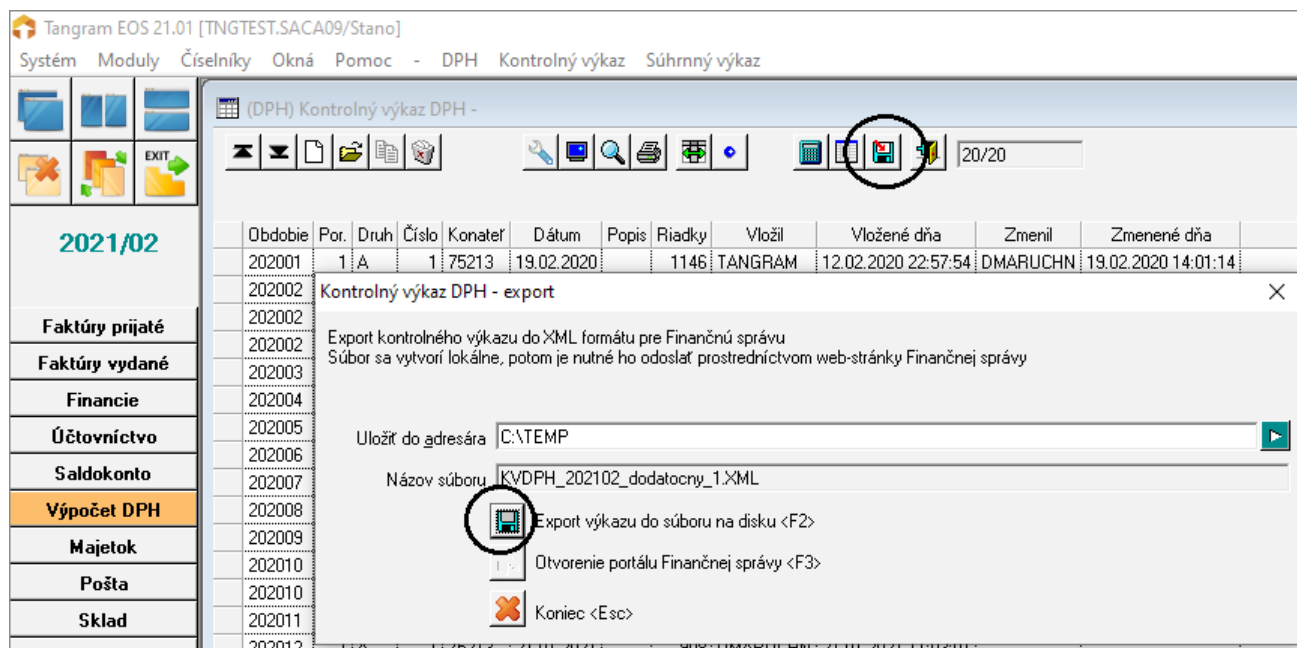 Tangram EOS 21.01 [TNGTEST.SACA09/Stano]
Systém Moduly Číselníky Okná Pomoc - DPH Kontrolný výkaz Súhrnný výkaz
(DPH) Kontrolný výkaz DPH -
EXIT
20/20
2021/02
Obdobie Por. Druh Číslo Konateľ Dátum Popis Riadky Vložil Vložené dňa Zmenil Zmenené dňa
202001 1 A 1 75213 19.02.2020 1146 TANGRAM 12.02.2020 22:57:54 DMARUCHN 19.02.2020 14:01:14
202002
202002
202002
202003
202004
202005
202006
202007
202008
202009
202010
202010
202011
202012
Kontrolný výkaz DPH - export
Export kontrolného výkazu do XML formátu pre Finančnú správu
Súbor sa vytvorí lokálne, potom je nutné ho odoslať prostredníctvom web-stránky Finančnej správy
Uložiť do adresára C:\TEMP
Názov súboru KVDPH_202102_dodatocny_1.XML
Export výkazu do súboru na disku <F2>
Otvorenie portálu Finančnej správy <F3>
Koniec <Esc>
Faktúry prijaté
Faktúry vydané
Financie
Účtovníctvo
Saldokonto
Výpočet DPH
Majetok
Pošta
Sklad